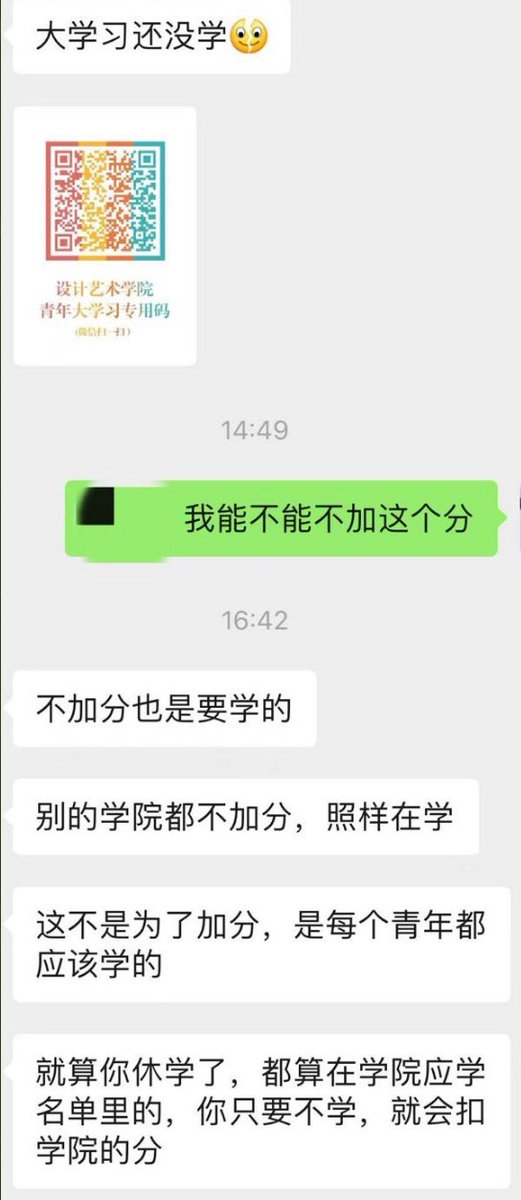 大学习还没学
设计艺术学院
青年大学习专用码
(微信扫一扫)
14:49
我能不能不加这个分
16:42
不加分也是要学的
别的学院都不加分，照样在学
这不是为了加分，是每个青年都
应该学的
就算你休学了，都算在学院应学
名单里的，你只要不学，就会扣
学院的分